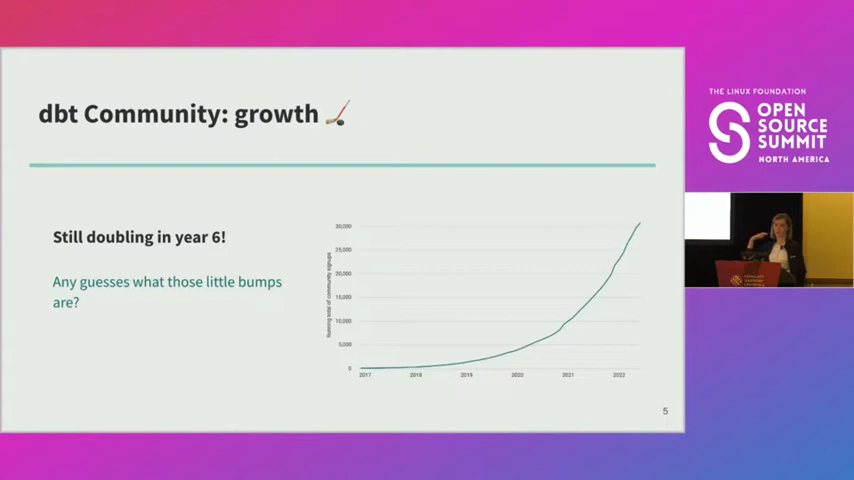 dbt Community: growth
Still doubling in year 6!
Any guesses what those little bumps
are?
Running total of community signups
30,000
25,000
20,000
15,000
10,000
5,000
0
2017 2018 2019 2020 2021 2022
5
THE LINUX FOUNDATION
OPEN
SOURCE
SUMMIT
NORTH AMERICA